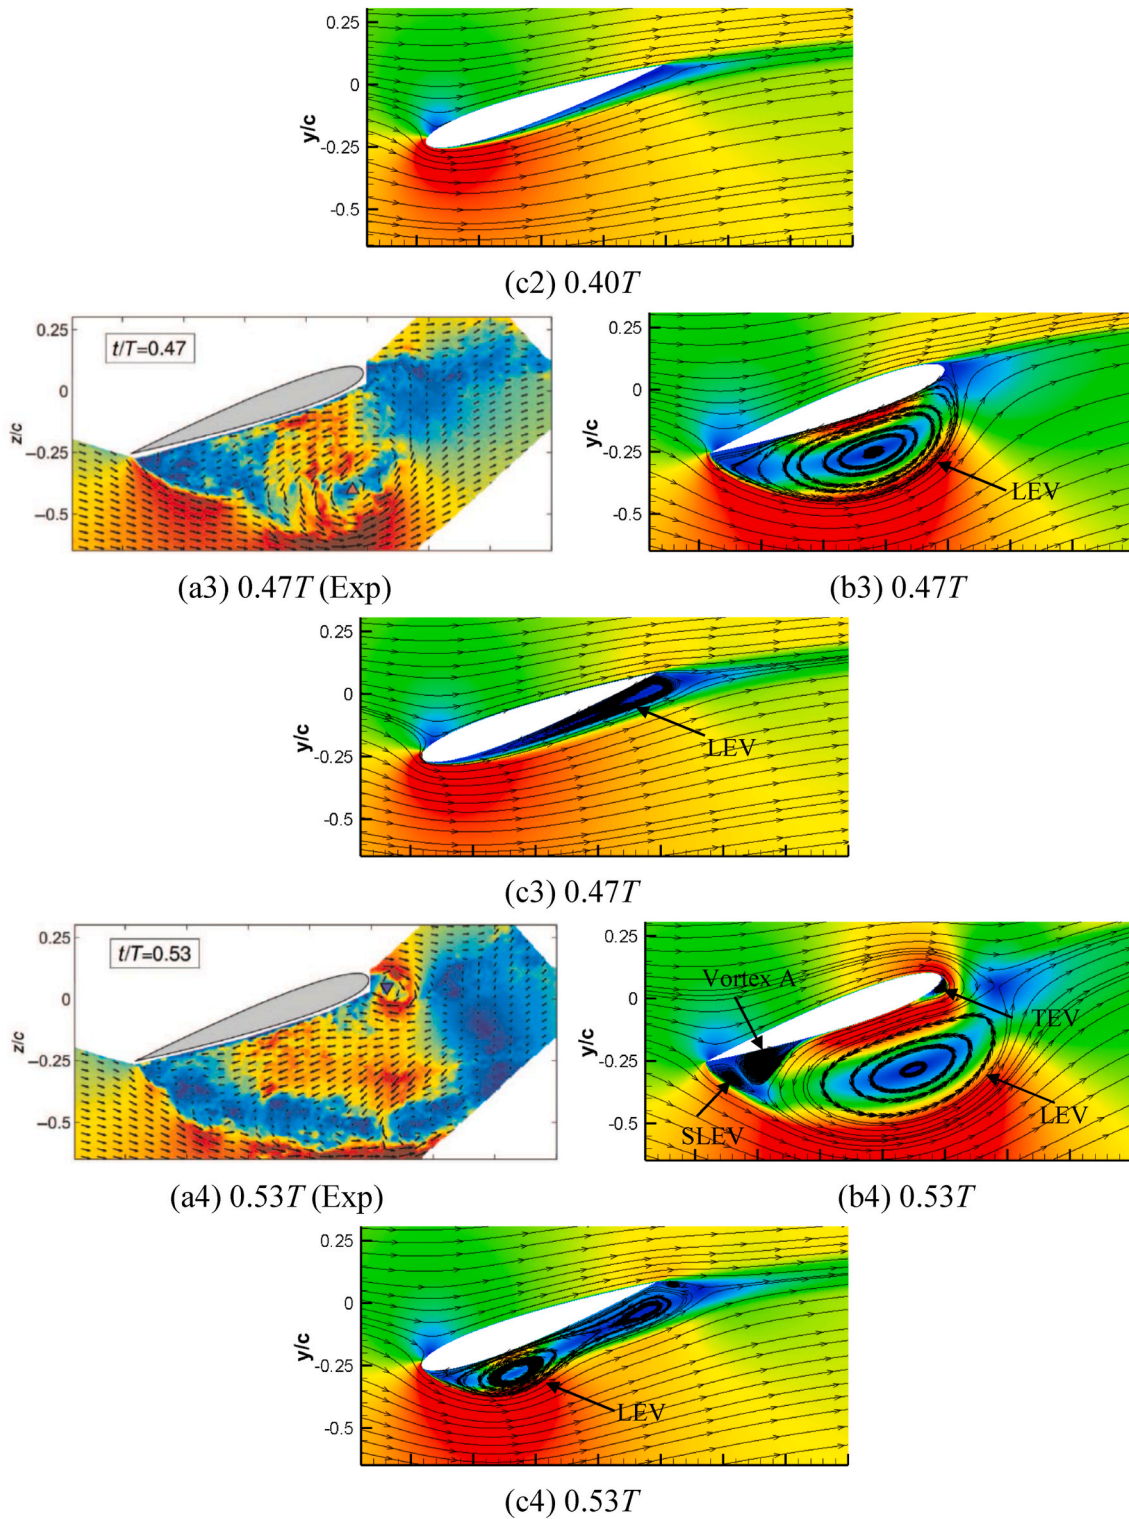 0.25
0
y/c
-0.25
-0.5
(c2) 0.40T
0.25
t/T=0.47
0
z/c
−0.25
−0.5
(a3) 0.47T (Exp)
0.25
0
y/c
-0.25
LEV
-0.5
(b3) 0.47T
0.25
0
y/c
LEV
-0.25
-0.5
(c3) 0.47T
0.25
t/T=0.53
0
z/c
−0.25
−0.5
(a4) 0.53T (Exp)
0.25
Vortex A
0
TEV
y/c
-0.25
LEV
SLEV
-0.5
(b4) 0.53T
0.25
0
y/c
-0.25
LEV
-0.5
(c4) 0.53T